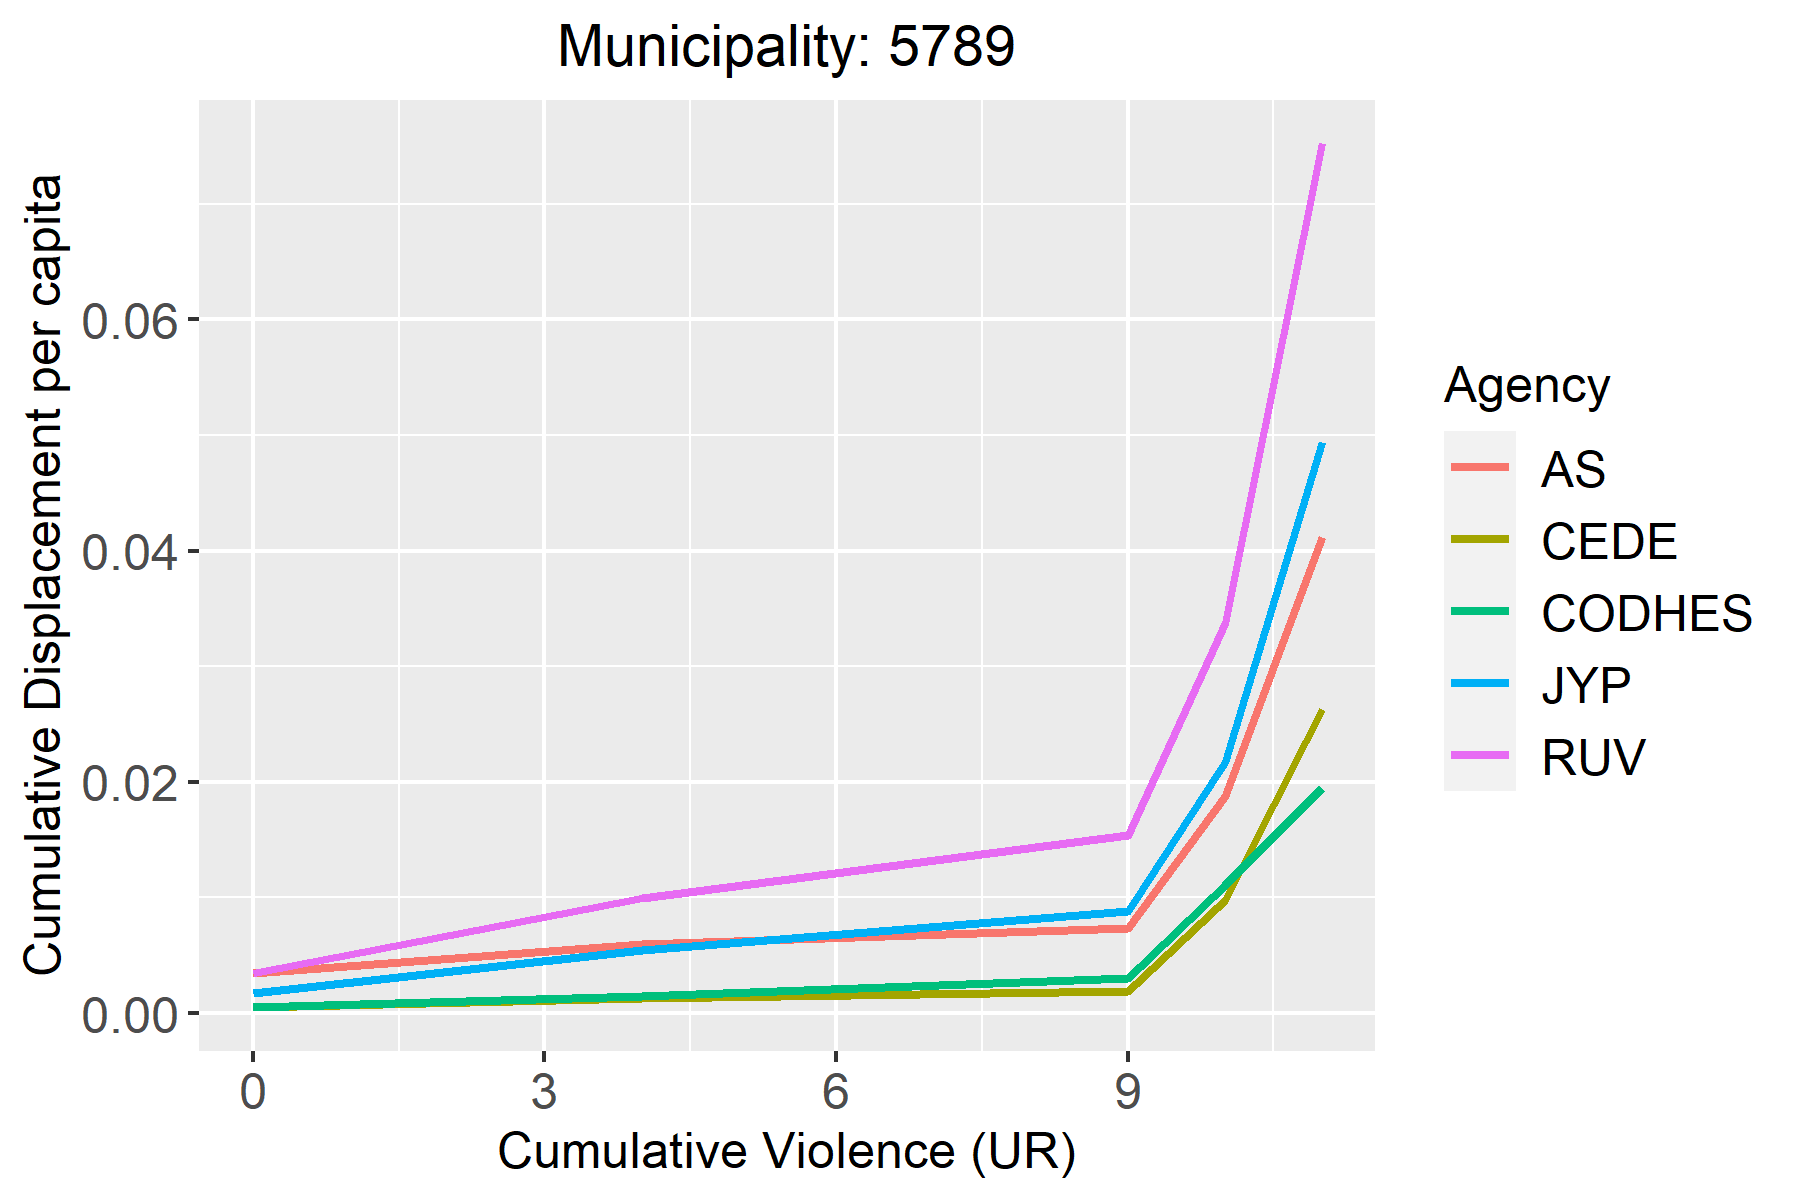 Municipality: 5789
Cumulative Displacement per capita
0.06
0.04
0.02
0.00
0
3
6
9
Cumulative Violence (UR)
Agency
AS
CEDE
CODHES
JYP
RUV